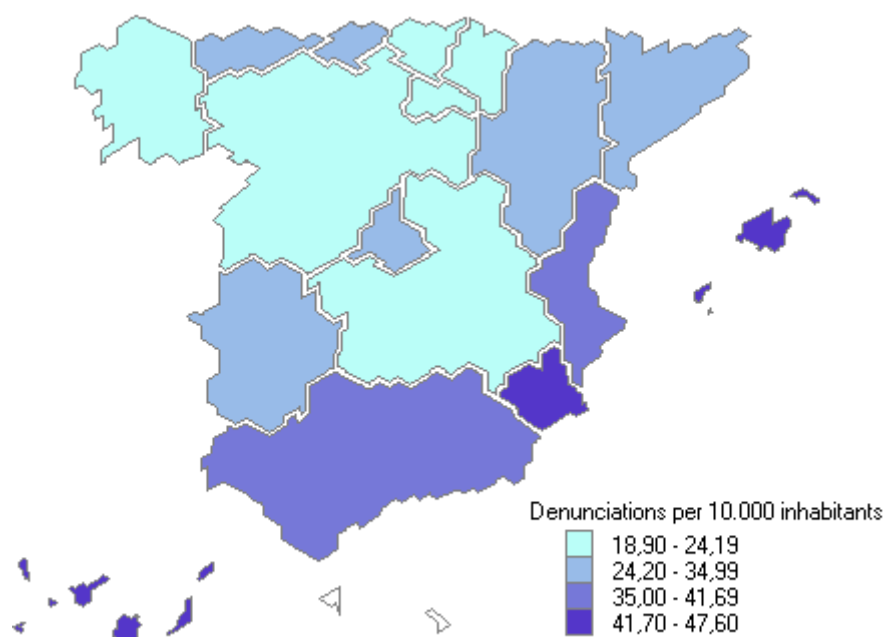 Denunciations per 10.000 inhabitants
18,90 - 24,19
24,20 - 34,99
35,00 - 41,69
41,70 - 47,60